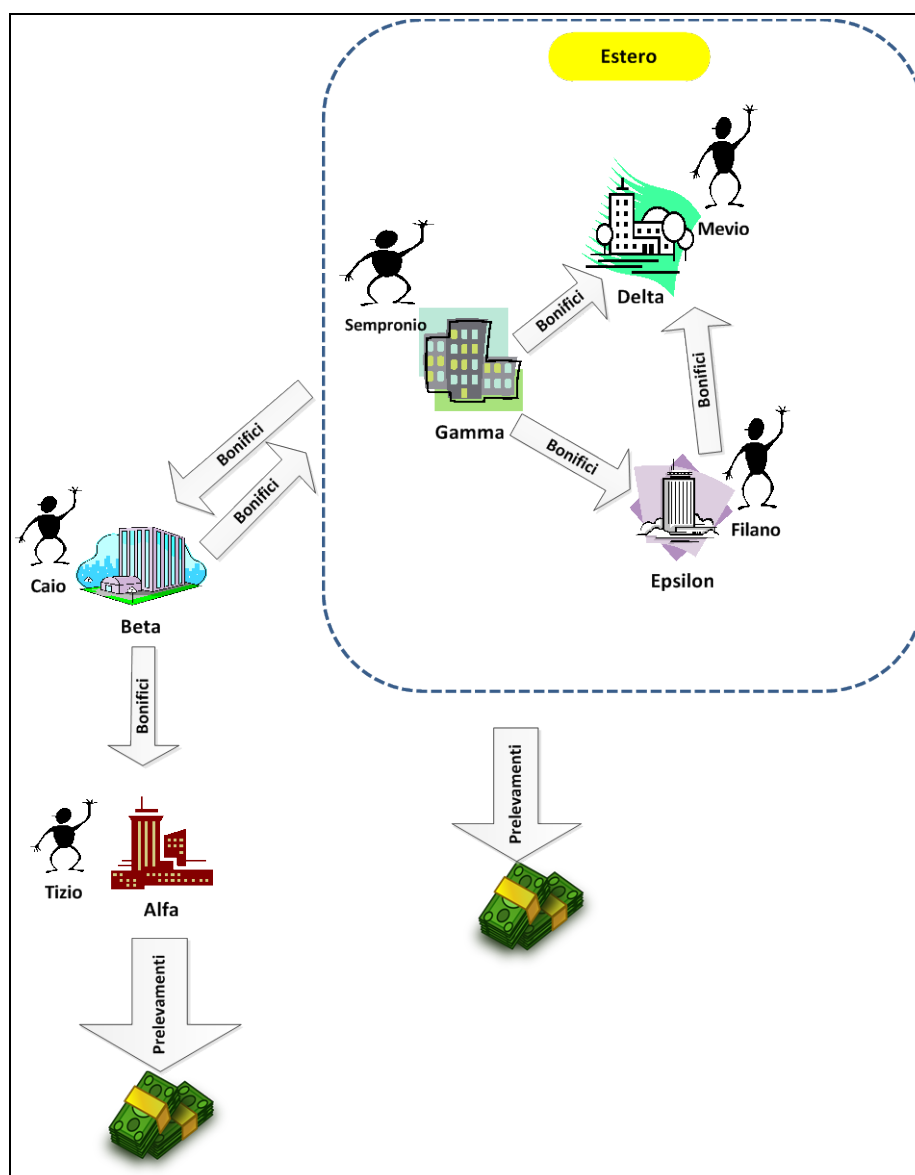 Estero
Mevio
Delta
Bonifici
Sempronio
Bonifici
Gamma
Bonifici
Bonifici
Bonifici
Filano
Epsilon
Caio
Beta
Bonifici
Prelevamenti
Tizio
Alfa
Prelevamenti